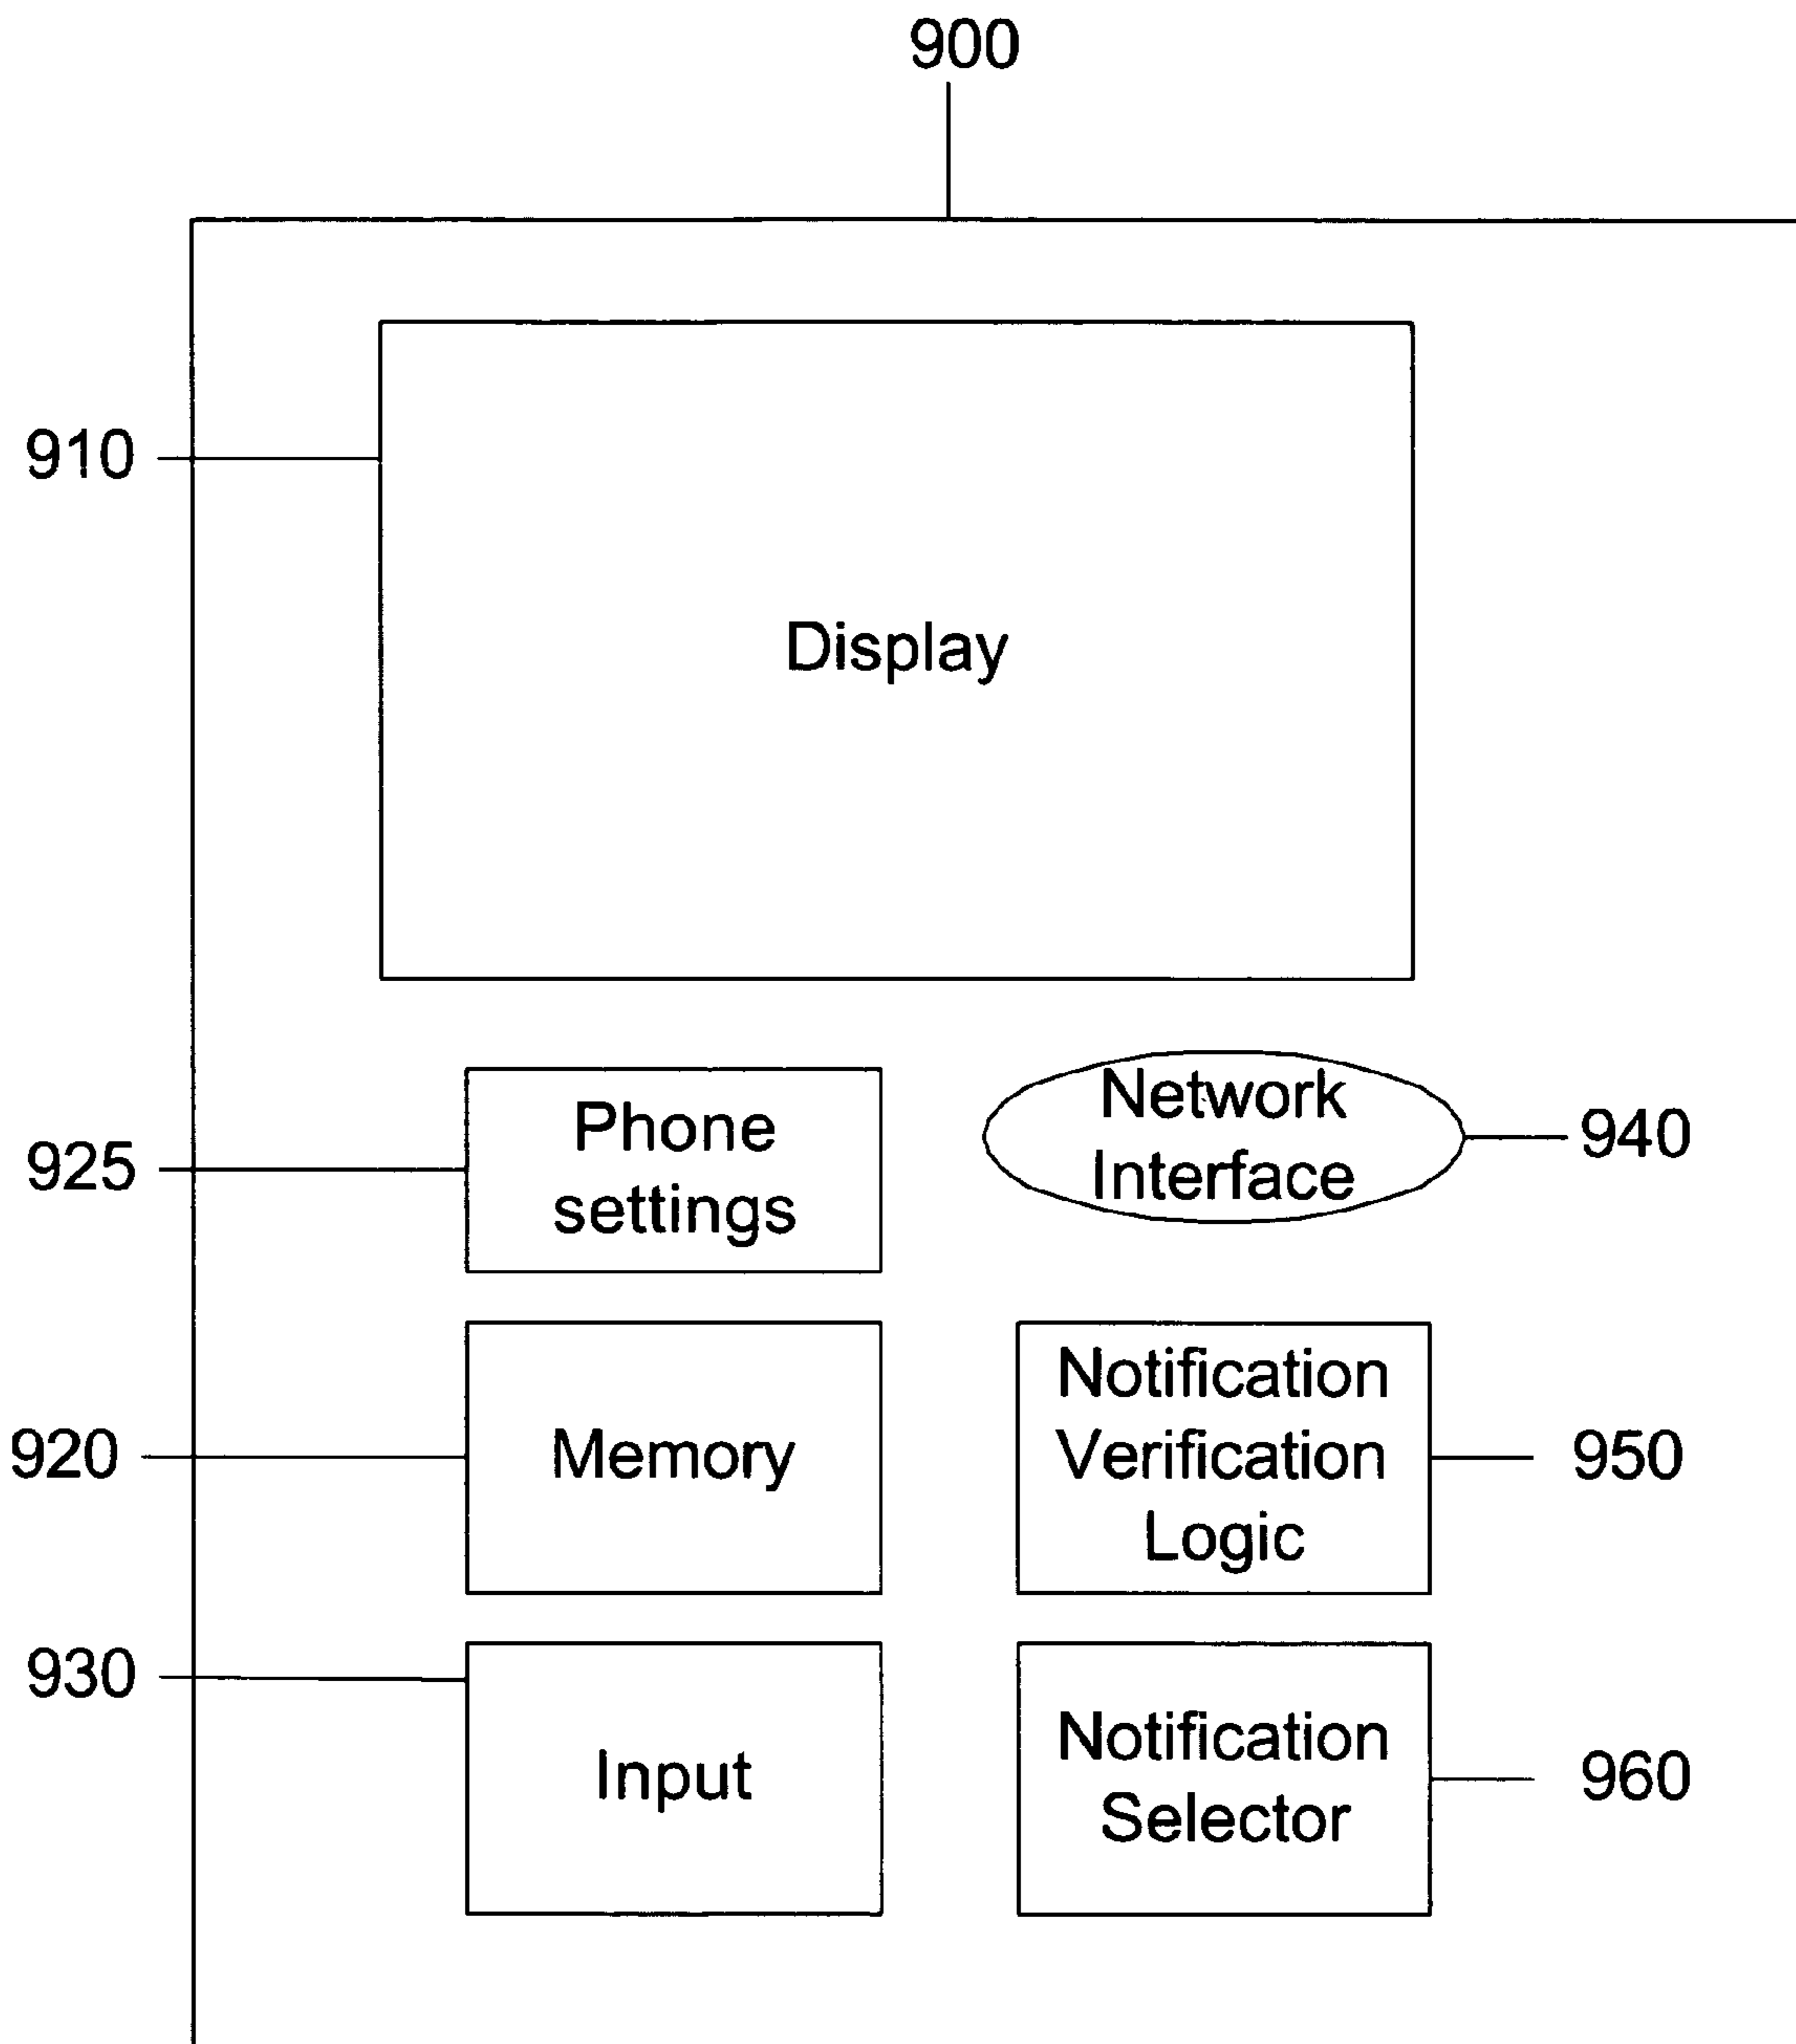 900
910
Display
Phone
settings
925
Network
Interface
940
920
Memory
Notification
Verification
Logic
950
930
Input
Notification
Selector
960